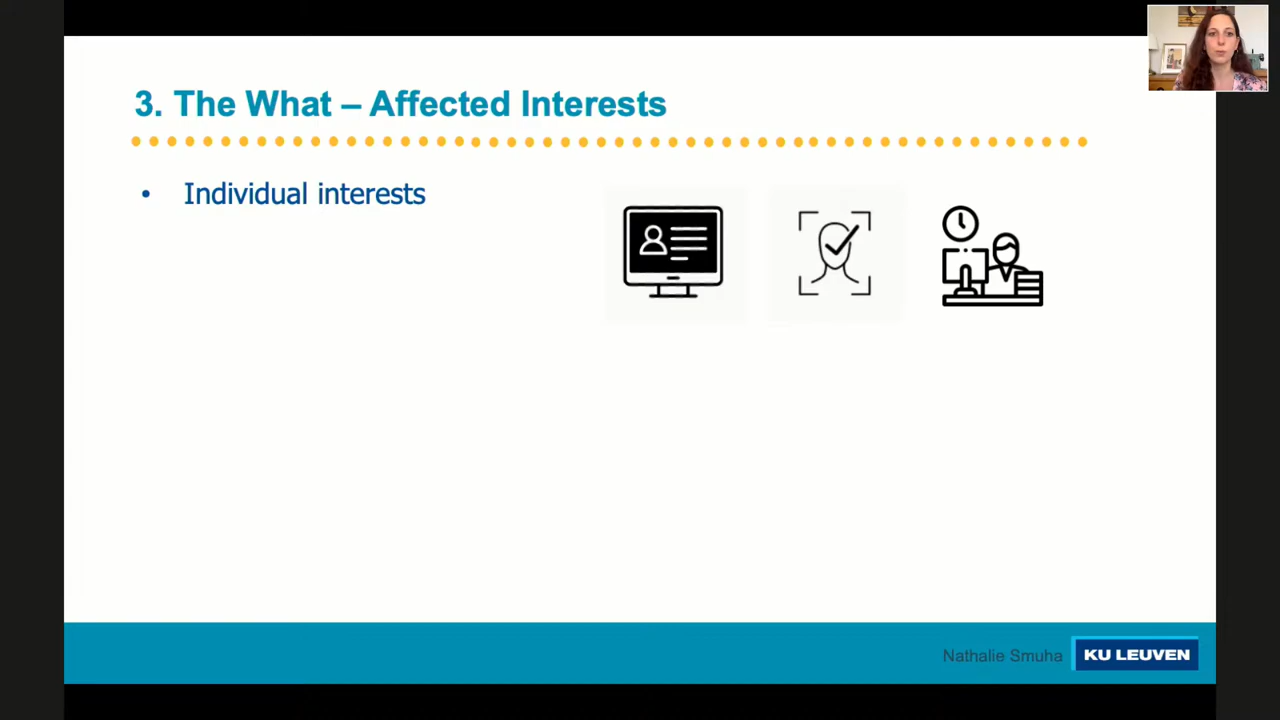 3. The What – Affected Interests
• Individual interests
Nathalie Smuha
KU LEUVEN